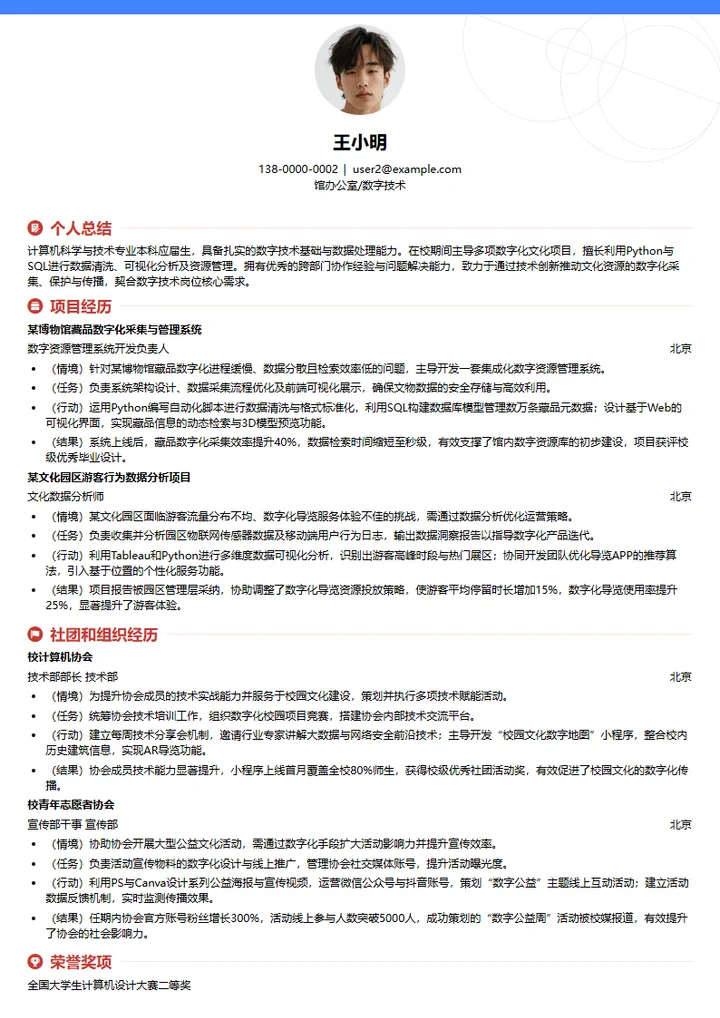 王小明
138-0000-0002 | user2@example.com
馆办公室/数字技术
个人总结
计算机科学与技术专业本科应届生，具备扎实的数字技术基础与数据处理能力。在校期间主导多项数字化文化项目，擅长利用Python与
SQL进行数据清洗、可视化分析及资源管理。拥有优秀的跨部门协作经验与问题解决能力，致力于通过技术创新推动文化资源的数字化采
集、保护与传播，契合数字技术岗位核心需求。
项目经历
某博物馆藏品数字化采集与管理系统
数字资源管理系统开发负责人 北京
• （情境）针对某博物馆藏品数字化进程缓慢、数据分散且检索效率低的问题，主导开发一套集成化数字资源管理系统。
• （任务）负责系统架构设计、数据采集流程优化及前端可视化展示，确保文物数据的安全存储与高效利用。
• （行动）运用Python编写自动化脚本进行数据清洗与格式标准化，利用SQL构建数据库模型管理数万条藏品元数据；设计基于Web的
可视化界面，实现藏品信息的动态检索与3D模型预览功能。
• （结果）系统上线后，藏品数字化采集效率提升40%，数据检索时间缩短至秒级，有效支撑了馆内数字资源库的初步建设，项目获评校
级优秀毕业设计。
某文化园区游客行为数据分析项目
文化数据分析师 北京
• （情境）某文化园区面临游客流量分布不均、数字化导览服务体验不佳的挑战，需通过数据分析优化运营策略。
• （任务）负责收集并分析园区物联网传感器数据及移动端用户行为日志，输出数据洞察报告以指导数字化产品迭代。
• （行动）利用Tableau和Python进行多维度数据可视化分析，识别出游客高峰时段与热门展区；协同开发团队优化导览APP的推荐算
法，引入基于位置的个性化服务功能。
• （结果）项目报告被园区管理层采纳，协助调整了数字化导览资源投放策略，使游客平均停留时长增加15%，数字化导览使用率提升
25%，显著提升了游客体验。
社团和组织经历
校计算机协会
技术部部长 技术部 北京
• （情境）为提升协会成员的技术实战能力并服务于校园文化建设，策划并执行多项技术赋能活动。
• （任务）统筹协会技术培训工作，组织数字化校园项目竞赛，搭建协会内部技术交流平台。
• （行动）建立每周技术分享会机制，邀请行业专家讲解大数据与网络安全前沿技术；主导开发“校园文化数字地图”小程序，整合校内
历史建筑信息，实现AR导览功能。
• （结果）协会成员技术能力显著提升，小程序上线首月覆盖全校80%师生，获得校级优秀社团活动奖，有效促进了校园文化的数字化传
播。
校青年志愿者协会
宣传部干事 宣传部 北京
• （情境）协助协会开展大型公益文化活动，需通过数字化手段扩大活动影响力并提升宣传效率。
• （任务）负责活动宣传物料的数字化设计与线上推广，管理协会社交媒体账号，提升活动曝光度。
• （行动）利用PS与Canva设计系列公益海报与宣传视频，运营微信公众号与抖音账号，策划“数字公益”主题线上互动活动；建立活动
数据反馈机制，实时监测传播效果。
• （结果）任期内协会官方账号粉丝增长300%，活动线上参与人数突破5000人，成功策划的“数字公益周”活动被校媒报道，有效提升
了协会的社会影响力。
荣誉奖项
全国大学生计算机设计大赛二等奖